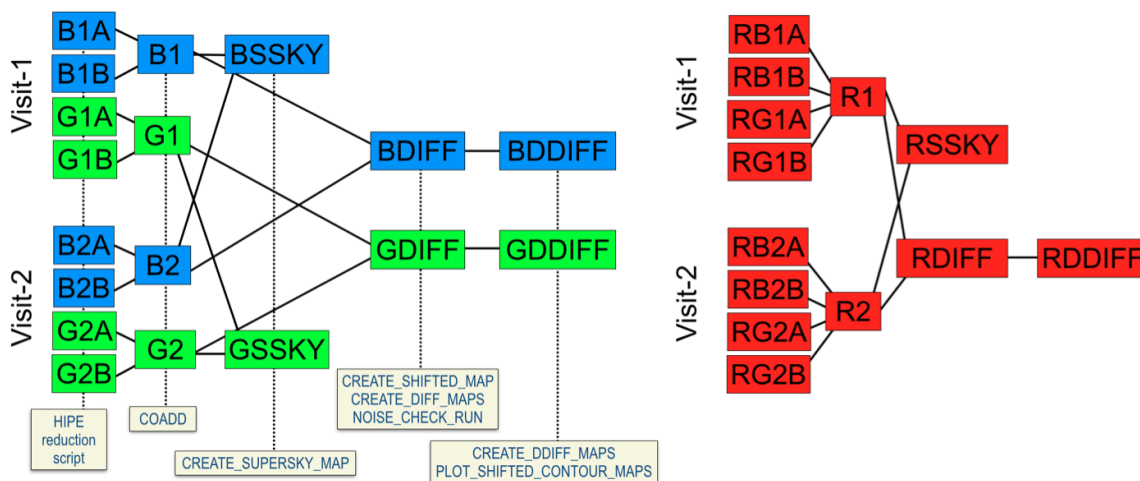 Visit-1
B1A
B1B
G1A
G1B
B1
G1
BSSKY
Visit-2
B2A
B2B
G2A
G2B
B2
G2
GSSKY
BDIFF
BDDIFF
GDIFF
GDDIFF
HIPE
reduction
script
COADD
CREATE_SUPERSKY_MAP
CREATE_SHIFTED_MAP
CREATE_DIFF_MAPS
NOISE_CHECK_RUN
CREATE_DDIFF_MAPS
PLOT_SHIFTED_CONTOUR_MAPS
Visit-1
RB1A
RB1B
RG1A
RG1B
R1
RSSKY
Visit-2
RB2A
RB2B
RG2A
RG2B
R2
RDIFF
RDDIFF